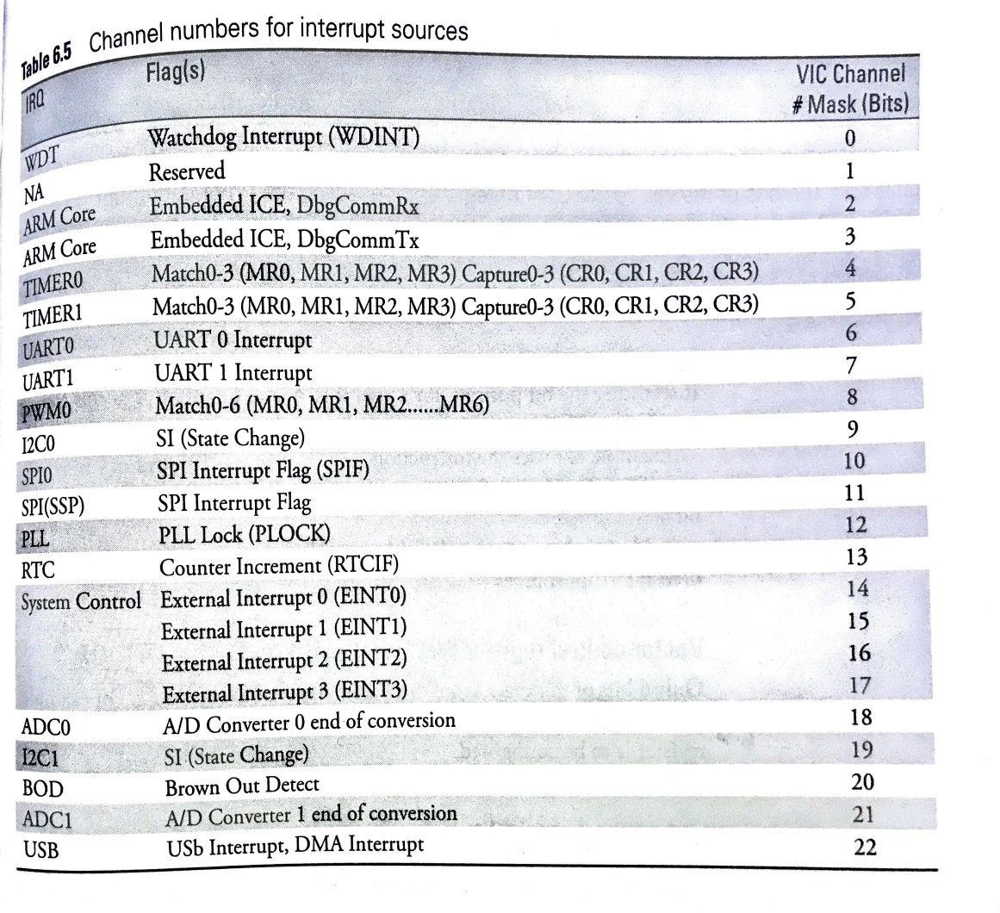 Table 6.5 Channel numbers for interrupt sources
IRQ Flag(s) VIC Channel
# Mask (Bits)
WDT Watchdog Interrupt (WDINT) 0
NA Reserved 1
ARM Core Embedded ICE, DbgCommRx 2
ARM Core Embedded ICE, DbgCommTx 3
TIMER0 Match0-3 (MR0, MR1, MR2, MR3) Capture0-3 (CR0, CR1, CR2, CR3) 4
TIMER1 Match0-3 (MR0, MR1, MR2, MR3) Capture0-3 (CR0, CR1, CR2, CR3) 5
UART0 UART 0 Interrupt 6
UART1 UART 1 Interrupt 7
PWM0 Match0-6 (MR0, MR1, MR2......MR6) 8
I2C0 SI (State Change) 9
SPI0 SPI Interrupt Flag (SPIF) 10
SPI(SSP) SPI Interrupt Flag 11
PLL PLL Lock (PLOCK) 12
RTC Counter Increment (RTCIF) 13
System Control External Interrupt 0 (EINT0) 14
External Interrupt 1 (EINT1) 15
External Interrupt 2 (EINT2) 16
External Interrupt 3 (EINT3) 17
ADC0 A/D Converter 0 end of conversion 18
I2C1 SI (State Change) 19
BOD Brown Out Detect 20
ADC1 A/D Converter 1 end of conversion 21
USB USb Interrupt, DMA Interrupt 22